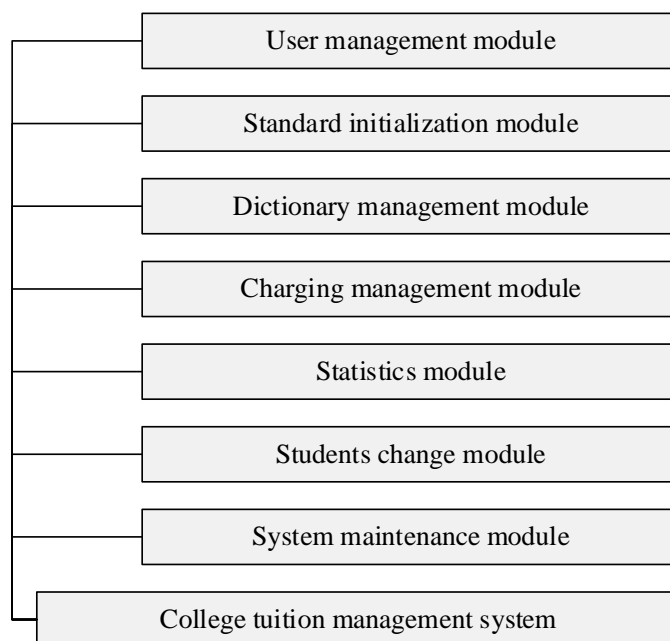 User management module
Standard initialization module
Dictionary management module
Charging management module
Statistics module
Students change module
System maintenance module
College tuition management system